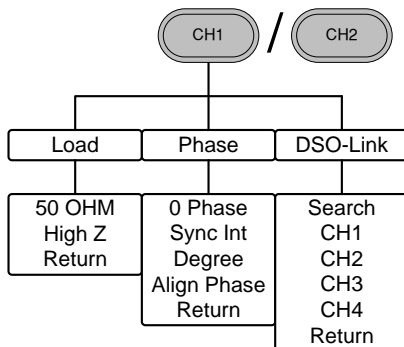 CH1 / CH2
Load
Phase
DSO-Link
50 OHM
High Z
Return
0 Phase
Sync Int
Degree
Align Phase
Return
Search
CH1
CH2
CH3
CH4
Return